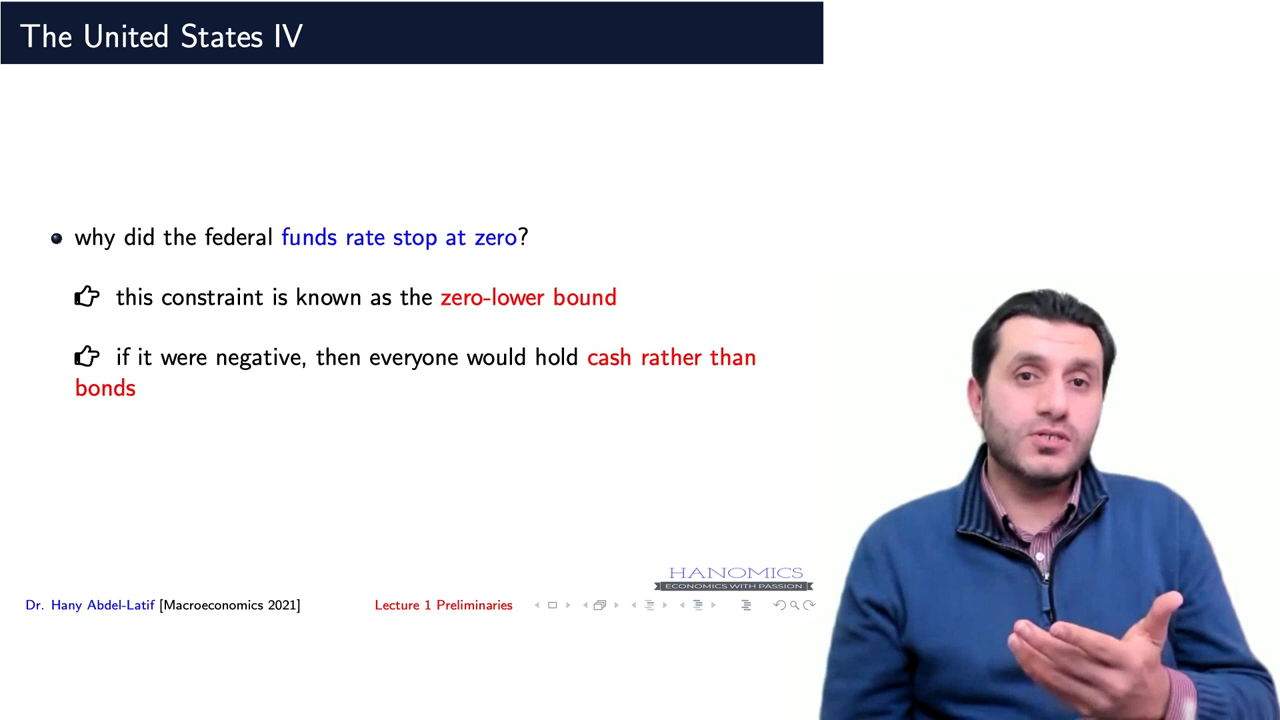 The United States IV
why did the federal funds rate stop at zero?
this constraint is known as the zero-lower bound
if it were negative, then everyone would hold cash rather than
bonds
HANOMICS
ECONOMICS WITH PASSION
Dr. Hany Abdel-Latif [Macroeconomics 2021] Lecture 1 Preliminaries